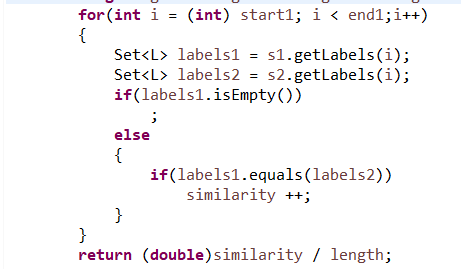 for(int i = (int) start1; i < end1;i++)
{
Set<L> labels1 = s1.getLabels(i);
Set<L> labels2 = s2.getLabels(i);
if(labels1.isEmpty())
;
else
{
if(labels1.equals(labels2))
similarity ++;
}
}
return (double)similarity / length;